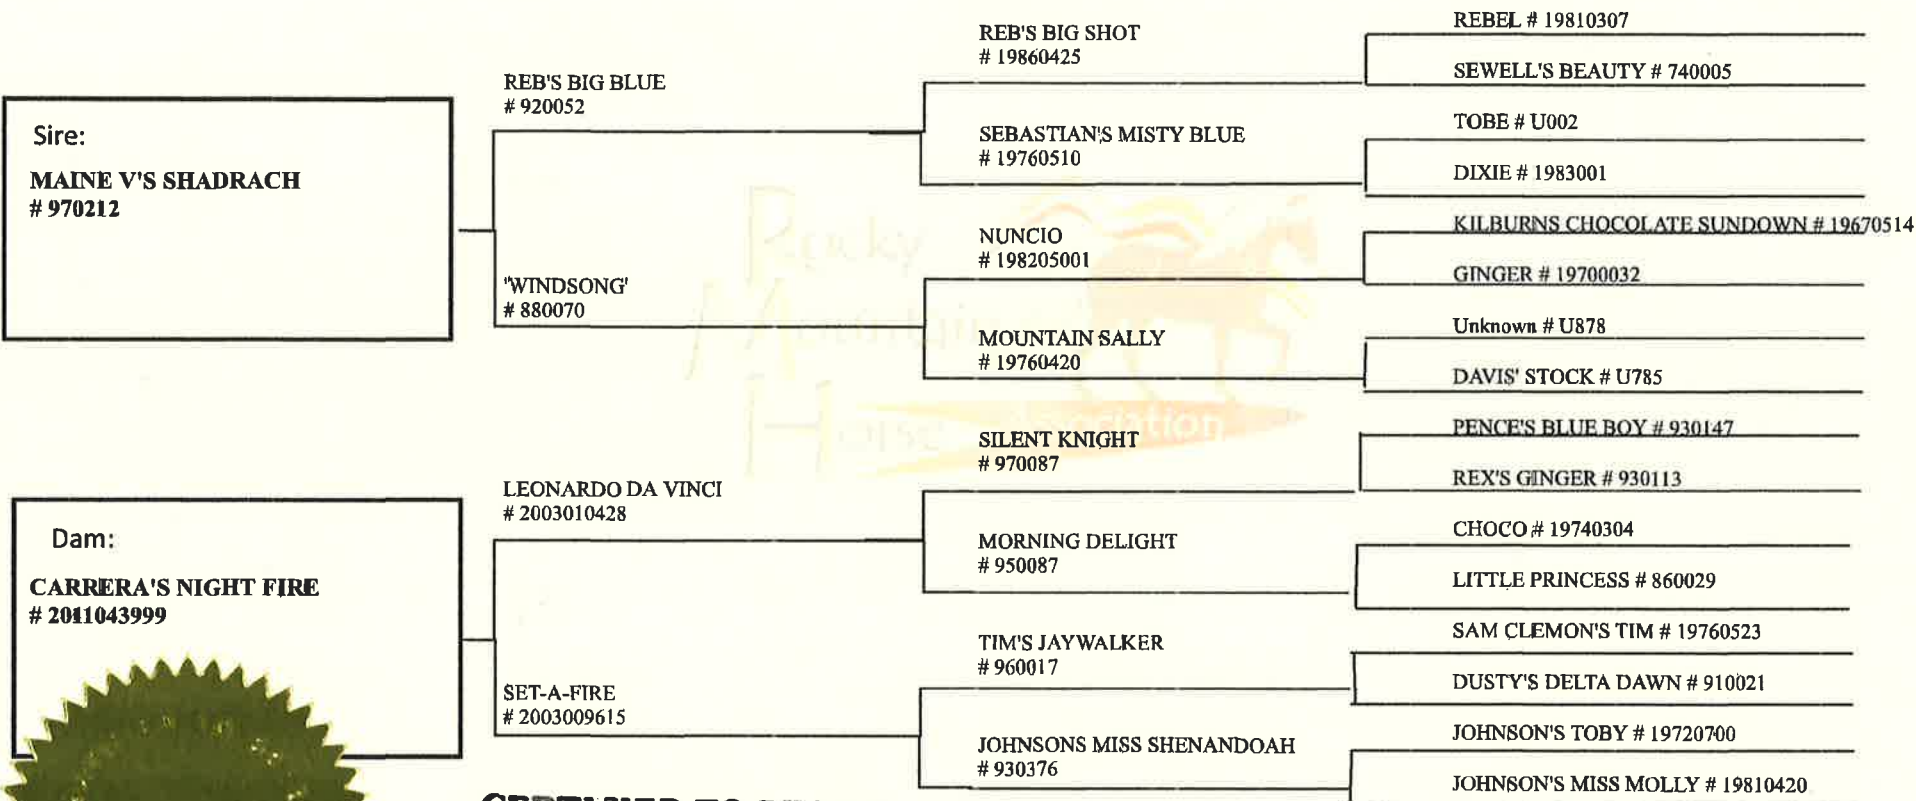 Sire:
MAINE V'S SHADRACH
# 970212
REB'S BIG BLUE
# 920052
'WINDSONG'
# 880070
REB'S BIG SHOT
# 19860425
SEBASTIAN'S MISTY BLUE
# 19760510
NUNCIO
# 198205001
MOUNTAIN SALLY
# 19760420
REBEL # 19810307
SEWELL'S BEAUTY # 740005
TOBE # U002
DIXIE # 1983001
KILBURNS CHOCOLATE SUNDOWN # 19670514
GINGER # 19700032
Unknown # U878
DAVIS' STOCK # U785
Rocky
Mountain
Horse Association
Dam:
CARRERA'S NIGHT FIRE
# 2011043999
LEONARDO DA VINCI
# 2003010428
SET-A-FIRE
# 2003009615
SILENT KNIGHT
# 970087
MORNING DELIGHT
# 950087
TIM'S JAYWALKER
# 960017
JOHNSONS MISS SHENANDOAH
# 930376
PENCE'S BLUE BOY # 930147
REX'S GINGER # 930113
CHOCO # 19740304
LITTLE PRINCESS # 860029
SAM CLEMON'S TIM # 19760523
DUSTY'S DELTA DAWN # 910021
JOHNSON'S TOBY # 19720700
JOHNSON'S MISS MOLLY # 19810420